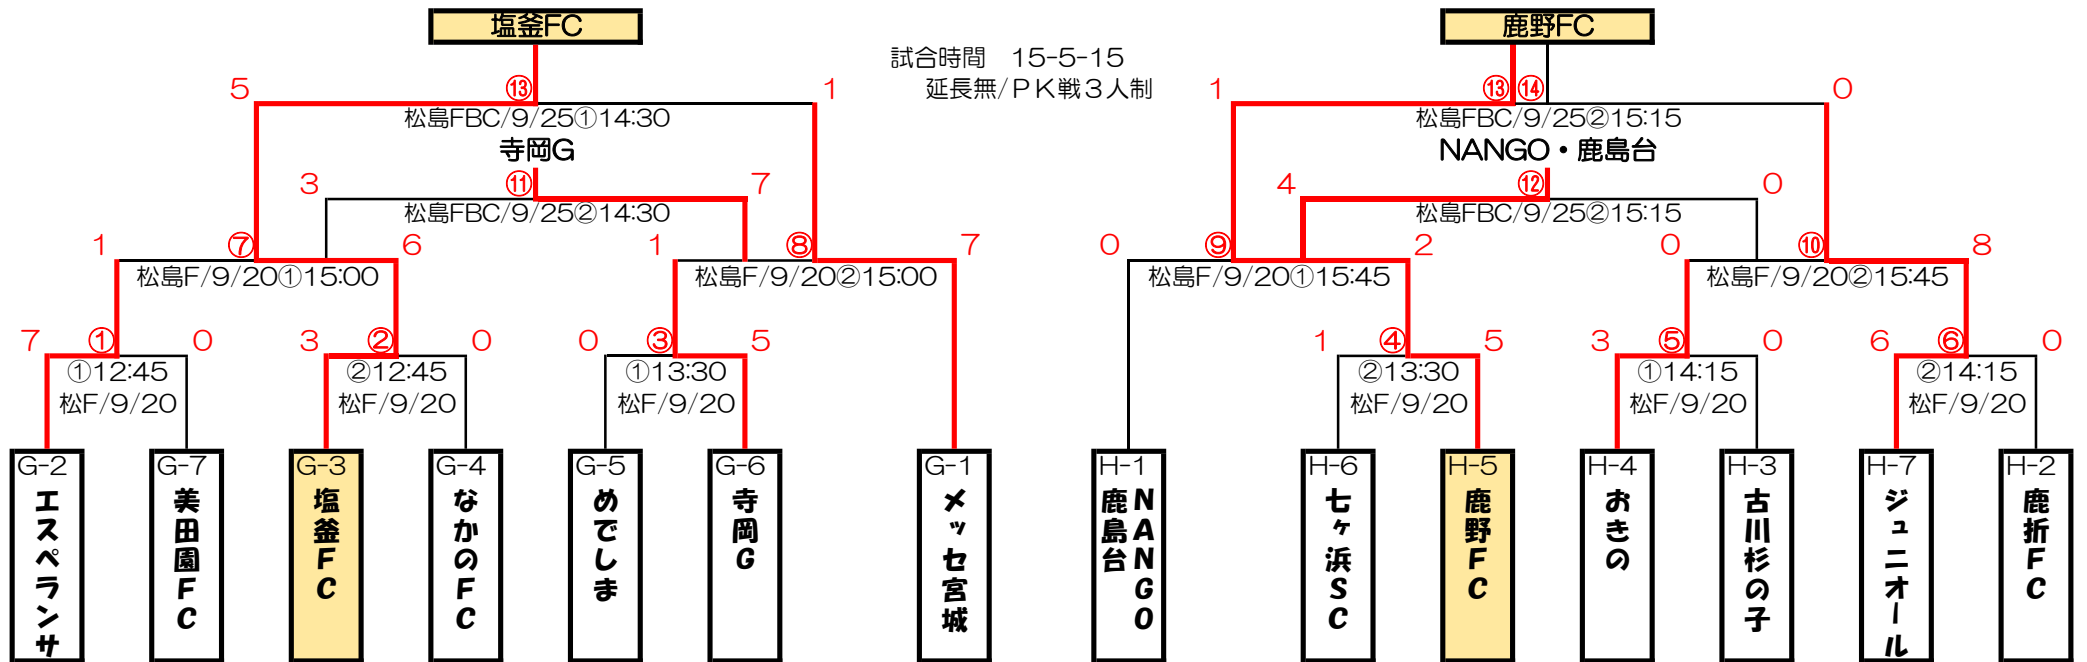 塩釜FC
鹿野FC
試合時間　15-5-15
延長無/PK戦3人制
5 ⑬ 1
1 ⑬ ⑭ 0
松島FBC/9/25①14:30
松島FBC/9/25②15:15
寺岡G
NANGO・鹿島台
3 ⑪ 7
4 ⑫ 0
松島FBC/9/25②14:30
松島FBC/9/25②15:15
1 ⑦ 6
1 ⑧ 7
0 ⑨ 2
0 ⑩ 8
松島F/9/20①15:00
松島F/9/20②15:00
松島F/9/20①15:45
松島F/9/20②15:45
7 ① 0
3 ② 0
0 ③ 5
1 ④ 5
3 ⑤ 0
6 ⑥ 0
①12:45
松F/9/20
②12:45
松F/9/20
①13:30
松F/9/20
②13:30
松F/9/20
①14:15
松F/9/20
②14:15
松F/9/20
G-2
エスペランサ
G-7
美田園FC
G-3
塩釜FC
G-4
なかのFC
G-5
めでしま
G-6
寺岡G
G-1
メッセ宮城
H-1
NANGO
鹿島台
H-6
七ヶ浜SC
H-5
鹿野FC
H-4
おきの
H-3
古川杉の子
H-7
ジュニオール
H-2
鹿折FC